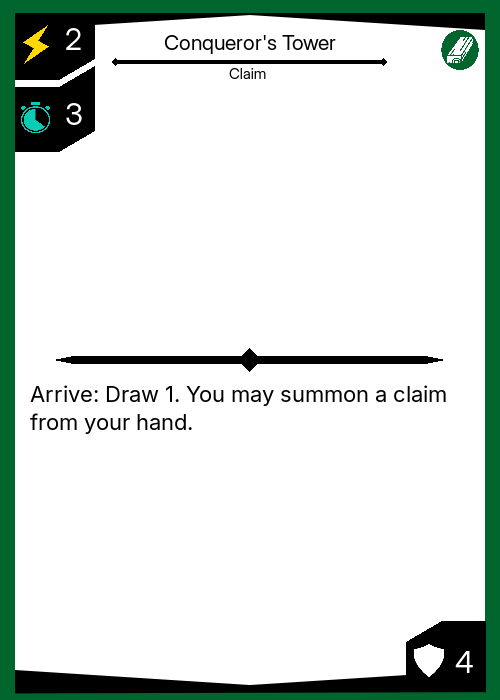 2
Conqueror's Tower
Claim
3
Arrive: Draw 1. You may summon a claim
from your hand.
4